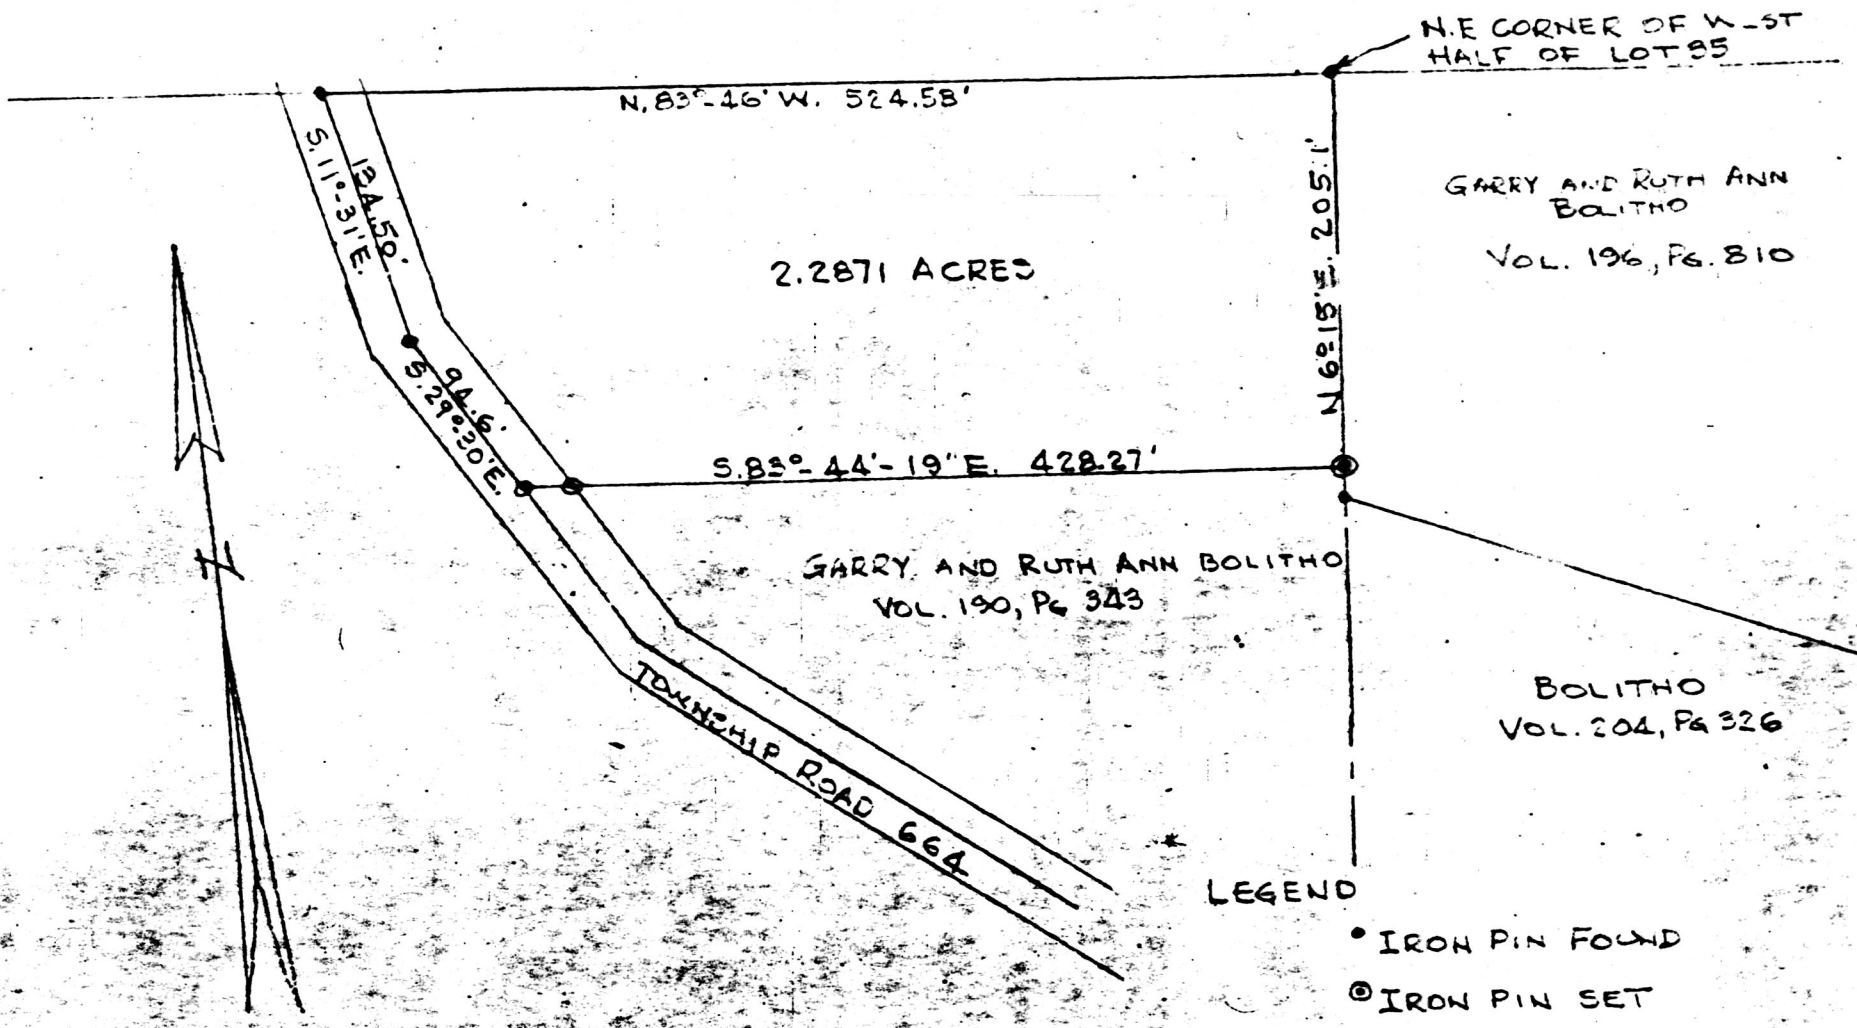 N.E CORNER OF W_ST
HALF OF LOT 35
N. 83°-46' W. 524.58'
134.50'
S. 11°-31' E.
N 6°-15' E. 205.1'
GARRY AND RUTH ANN
BOLITHO
VOL. 196, PG. 810
2.2871 ACRES
94.6'
S. 29°-30' E.
S. 83°-44'-19" E. 428.27'
GARRY AND RUTH ANN BOLITHO
VOL. 190, PG 343
N
BOLITHO
VOL. 204, PG 326
TOWNSHIP ROAD 664
LEGEND
• IRON PIN FOUND
◉ IRON PIN SET